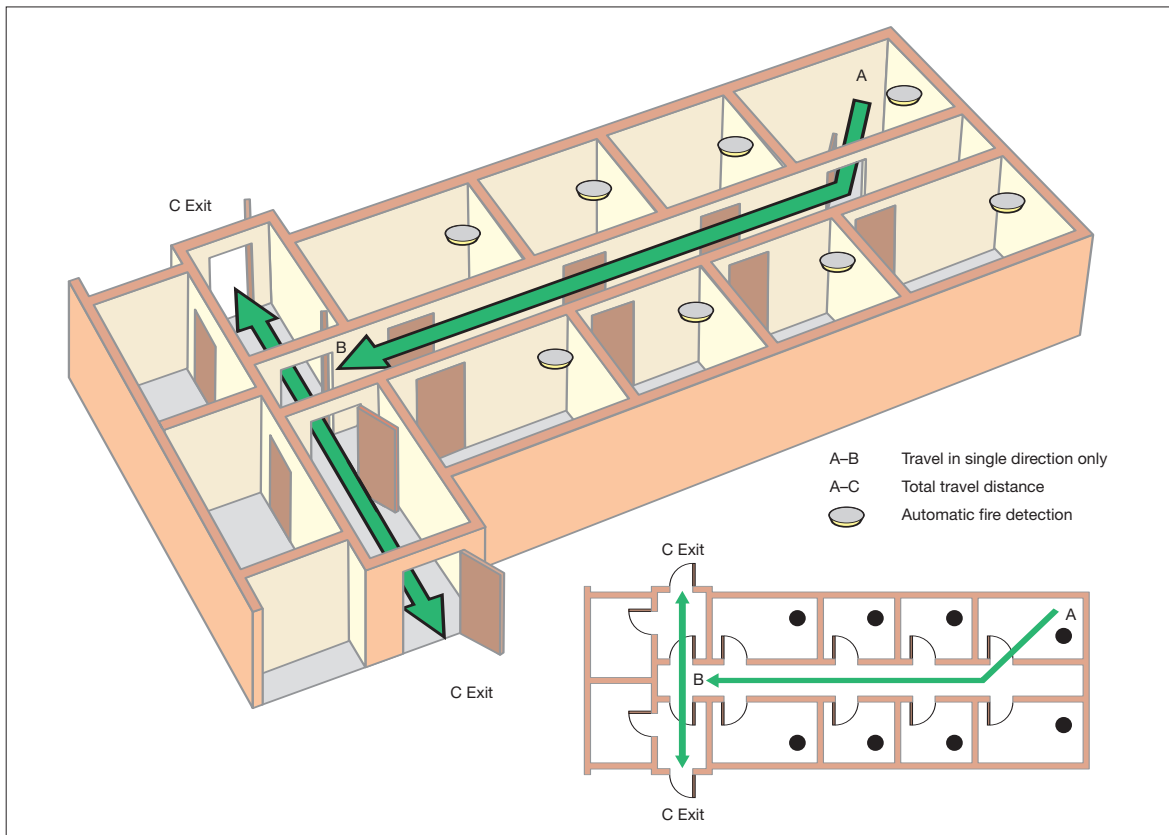 A
C Exit
B
A–B Travel in single direction only
A–C Total travel distance
Automatic fire detection
C Exit
C Exit
A
B
C Exit